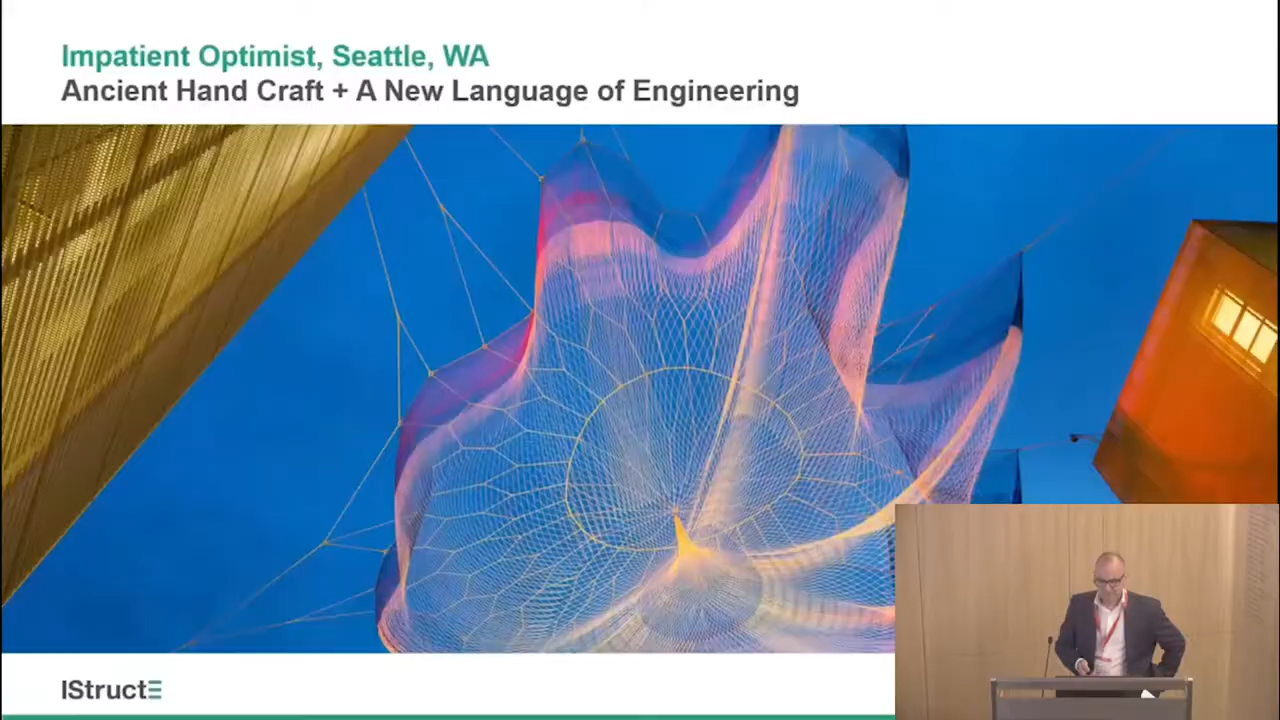 Impatient Optimist, Seattle, WA
Ancient Hand Craft + A New Language of Engineering
IStructE